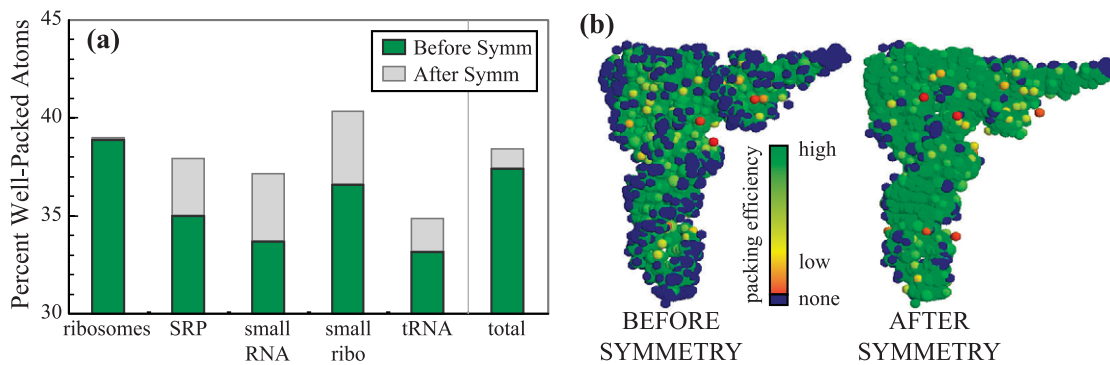 (a)
Percent Well-Packed Atoms
45
40
35
30
Before Symm
After Symm
ribosomes
SRP
small
RNA
small
ribo
tRNA
total
(b)
packing efficiency
high
low
none
BEFORE
SYMMETRY
AFTER
SYMMETRY